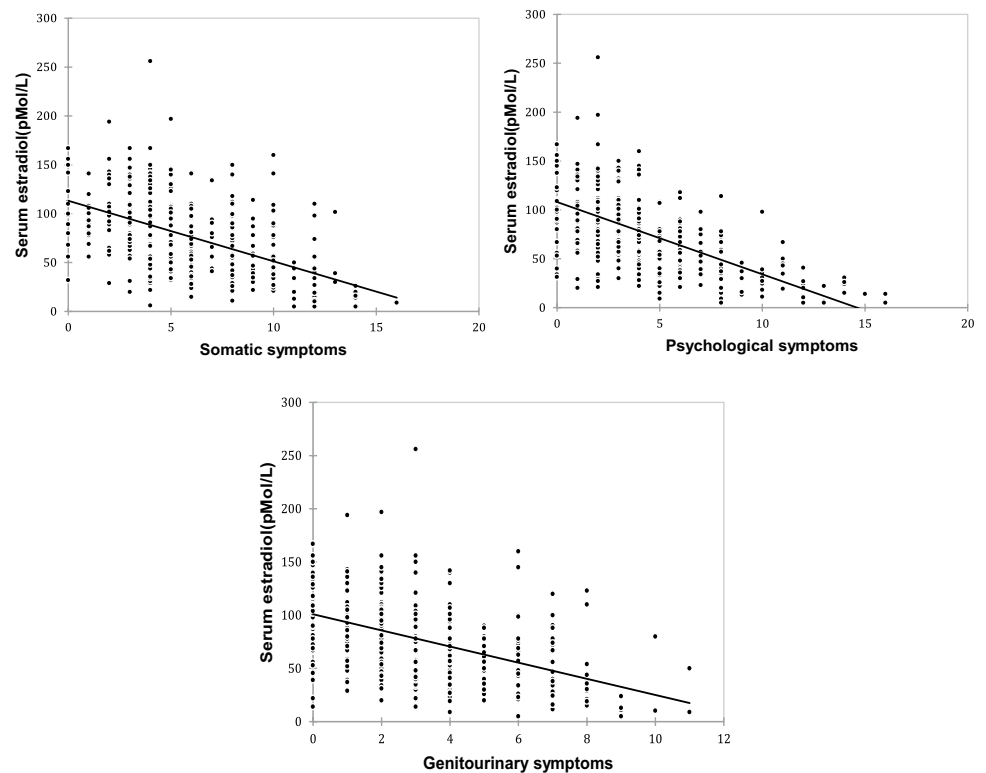 300
250
200
150
100
50
0
Serum estradiol(pMol/L)
0 5 10 15 20
Somatic symptoms
300
250
200
150
100
50
0
Serum estradiol(pMol/L)
0 5 10 15 20
Psychological symptoms
300
250
200
150
100
50
0
Serum estradiol(pMol/L)
0 2 4 6 8 10 12
Genitourinary symptoms